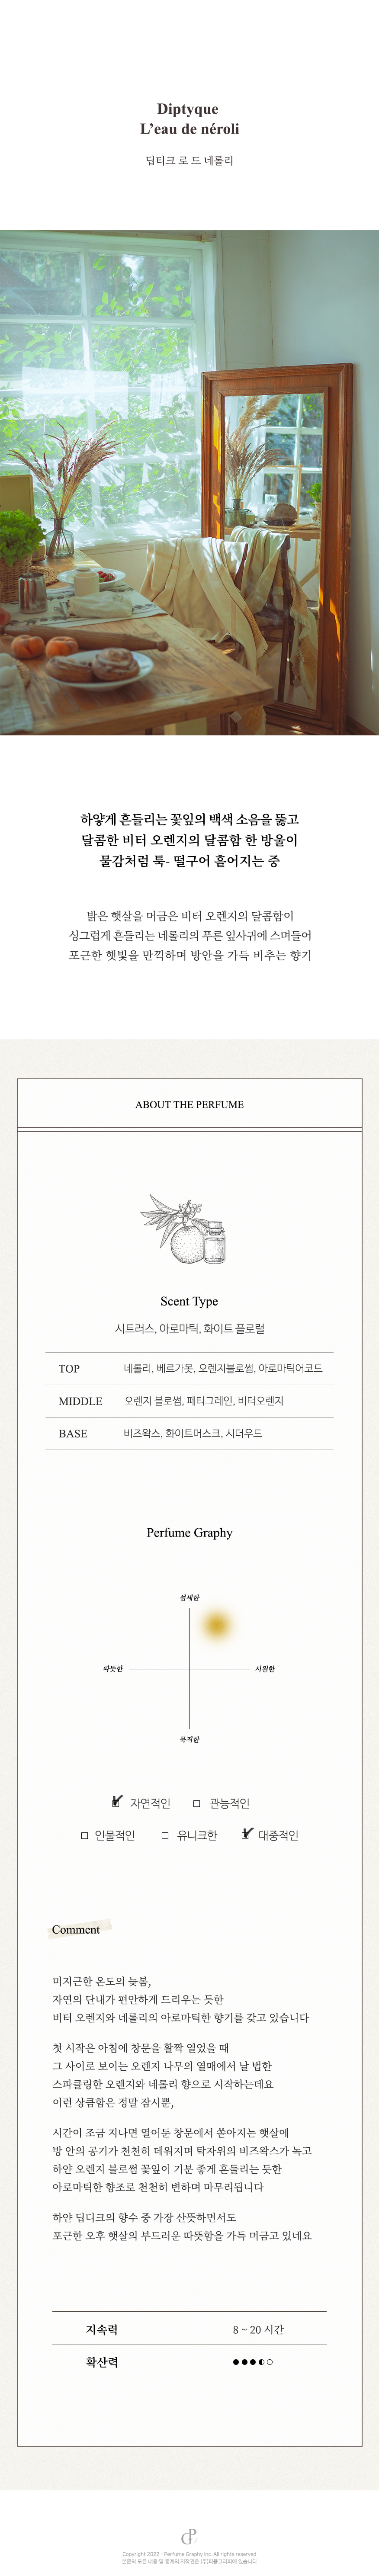 Diptyque
L’eau de néroli
딥티크 로 드 네롤리
하얗게 흔들리는 꽃잎의 백색 소음을 뚫고
달콤한 비터 오렌지의 달콤함 한 방울이
물감처럼 툭- 떨구어 흩어지는 중
밝은 햇살을 머금은 비터 오렌지의 달콤함이
싱그럽게 흔들리는 네롤리의 푸른 잎사귀에 스며들어
포근한 햇빛을 만끽하며 방안을 가득 비추는 향기
ABOUT THE PERFUME
Scent Type
시트러스, 아로마틱, 화이트 플로럴
TOP 네롤리, 베르가못, 오렌지블로썸, 아로마틱어코드
MIDDLE 오렌지 블로썸, 페티그레인, 비터오렌지
BASE 비즈왁스, 화이트머스크, 시더우드
Perfume Graphy
섬세한
따뜻한 시원한
묵직한
자연적인 관능적인
인물적인 유니크한 대중적인
Comment
미지근한 온도의 늦봄,
자연의 단내가 편안하게 드리우는 듯한
비터 오렌지와 네롤리의 아로마틱한 향기를 갖고 있습니다
첫 시작은 아침에 창문을 활짝 열었을 때
그 사이로 보이는 오렌지 나무의 열매에서 날 법한
스파클링한 오렌지와 네롤리 향으로 시작하는데요
이런 상큼함은 정말 잠시뿐,
시간이 조금 지나면 열어둔 창문에서 쏟아지는 햇살에
방 안의 공기가 천천히 데워지며 탁자위의 비즈왁스가 녹고
하얀 오렌지 블로썸 꽃잎이 기분 좋게 흔들리는 듯한
아로마틱한 향조로 천천히 변하며 마무리됩니다
하얀 딥디크의 향수 중 가장 산뜻하면서도
포근한 오후 햇살의 부드러운 따뜻함을 가득 머금고 있네요
지속력 8 ~ 20 시간
확산력
Copyright 2022 - Perfume Graphy Inc. All rights reserved
본문의 모든 내용 및 통계의 저작권은 (주)퍼퓸그라피에 있습니다